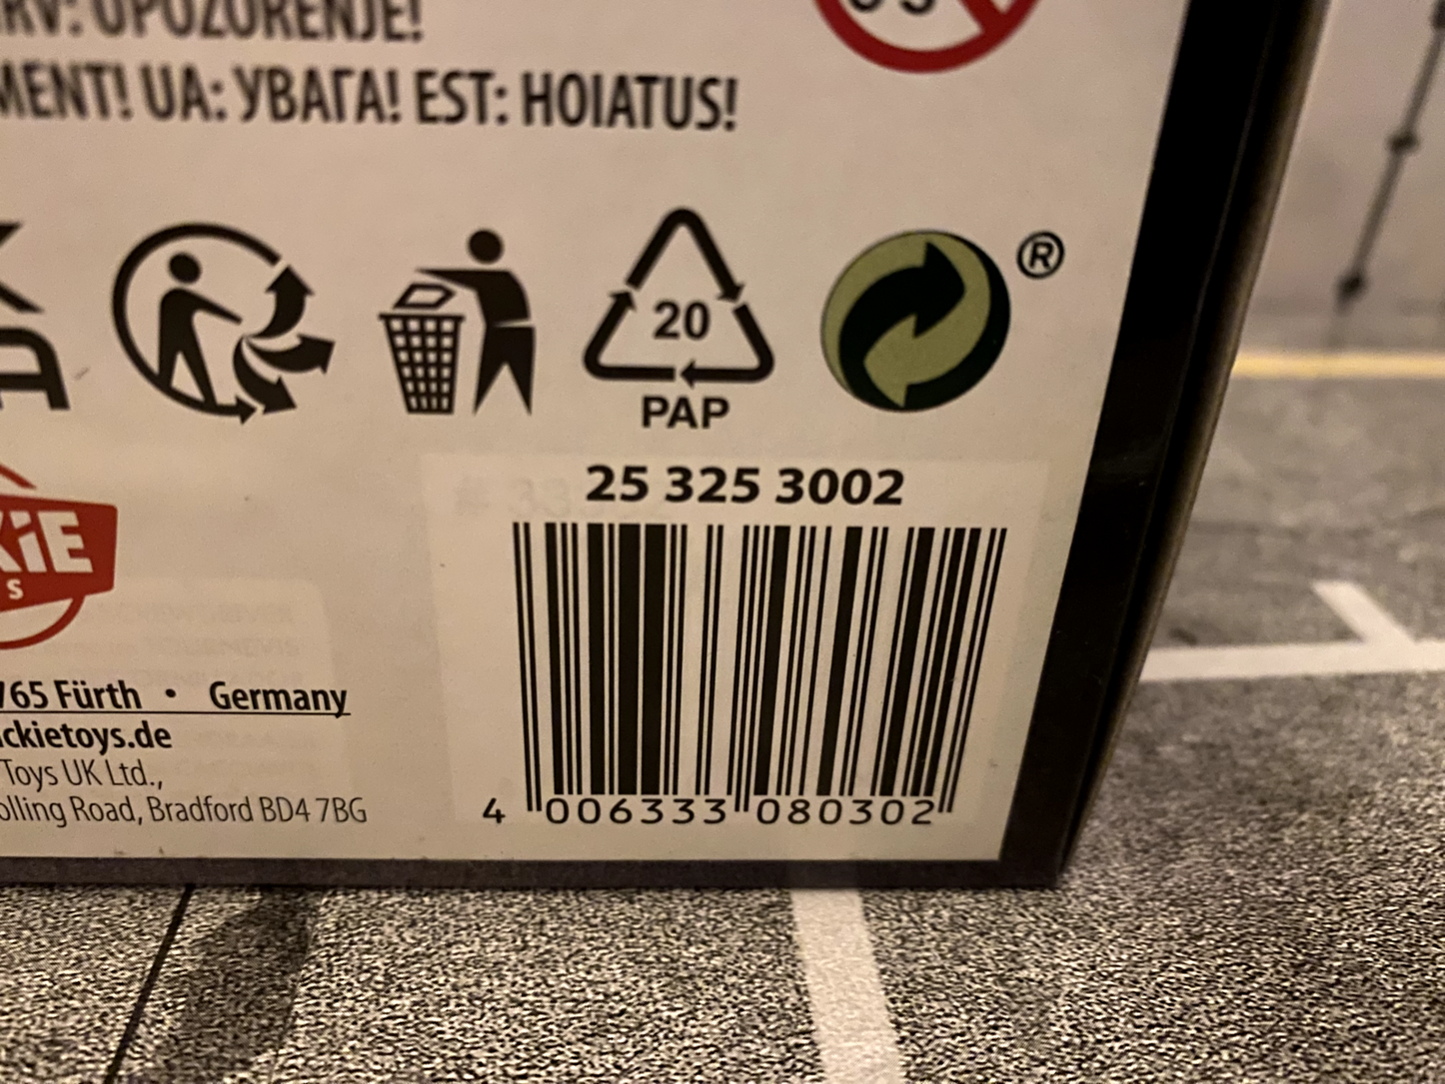 RV: UPOZORENJE!
MENT! UA: УВАГА! EST: HOIATUS!
®
20
PAP
25 325 3002
KiE
S
765 Fürth • Germany
ckietoys.de
Toys UK Ltd.,
olling Road, Bradford BD4 7BG
4 006333 080302